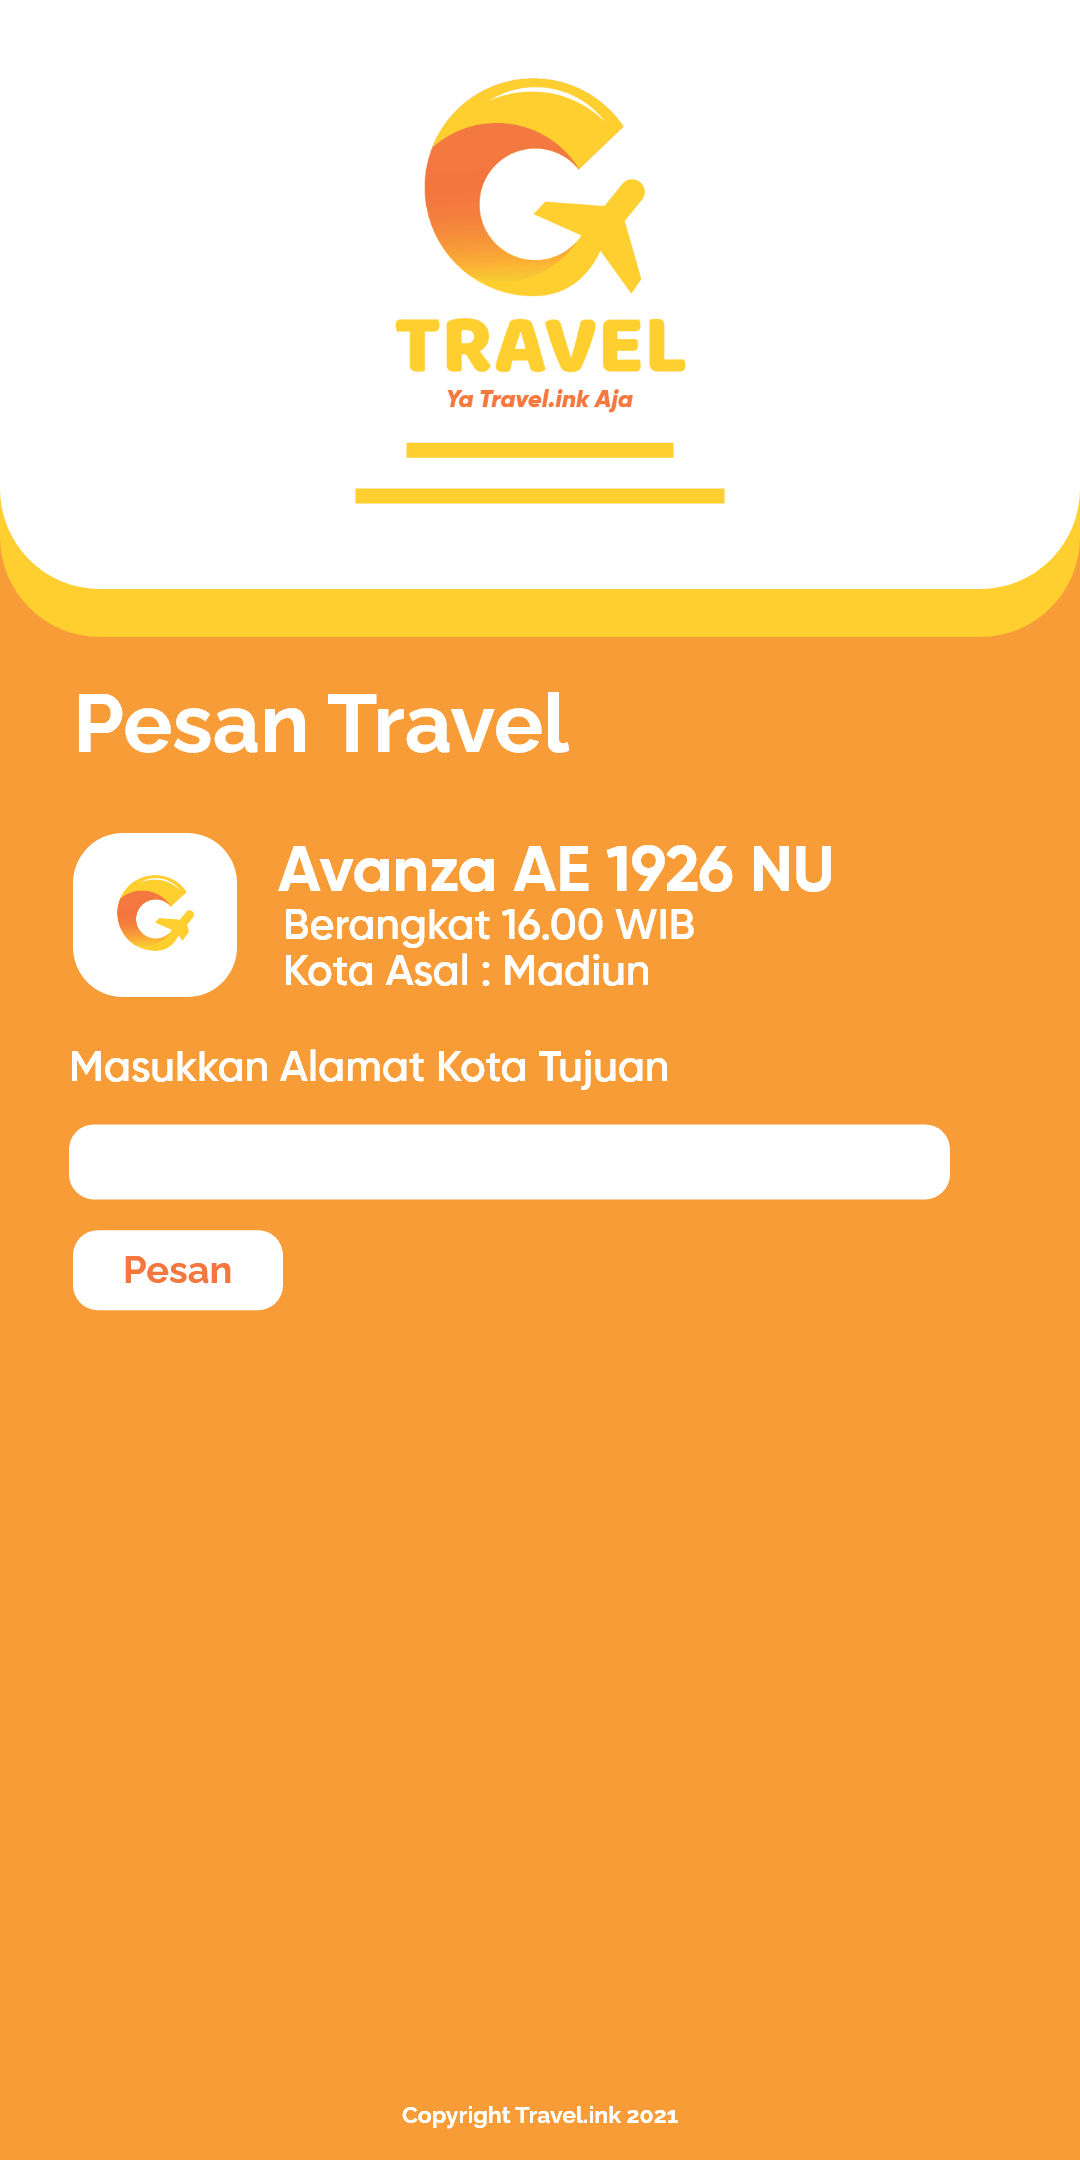 TRAVEL
Ya Travel.ink Aja
Pesan Travel
Avanza AE 1926 NU
Berangkat 16.00 WIB
Kota Asal : Madiun
Masukkan Alamat Kota Tujuan
Pesan
Copyright Travel.ink 2021